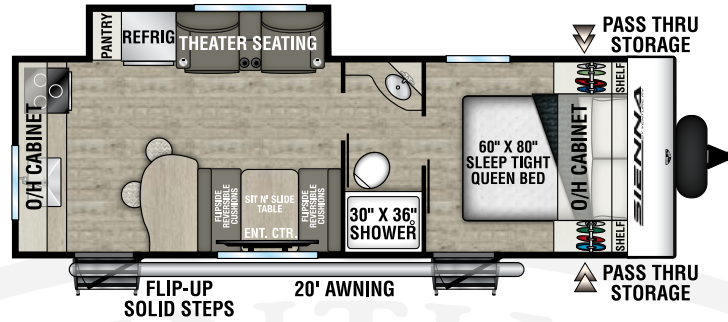 PASS THRU
STORAGE
PANTRY
REFRIG
THEATER SEATING
SHELF
O/H CABINET
60" X 80"
SLEEP TIGHT
QUEEN BED
O/H CABINET
SIENNA
FLIPSIDE
REVERSIBLE
CUSHIONS
SIT N' SLIDE
TABLE
FLIPSIDE
REVERSIBLE
CUSHIONS
ENT. CTR.
30" X 36"
SHOWER
SHELF
FLIP-UP
SOLID STEPS
20' AWNING
PASS THRU
STORAGE